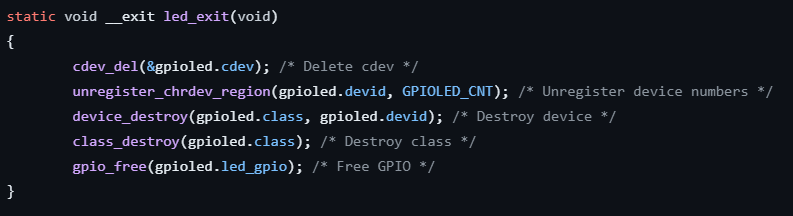 static void __exit led_exit(void)
{
        cdev_del(&gpioled.cdev); /* Delete cdev */
        unregister_chrdev_region(gpioled.devid, GPIOLED_CNT); /* Unregister device numbers */
        device_destroy(gpioled.class, gpioled.devid); /* Destroy device */
        class_destroy(gpioled.class); /* Destroy class */
        gpio_free(gpioled.led_gpio); /* Free GPIO */
}